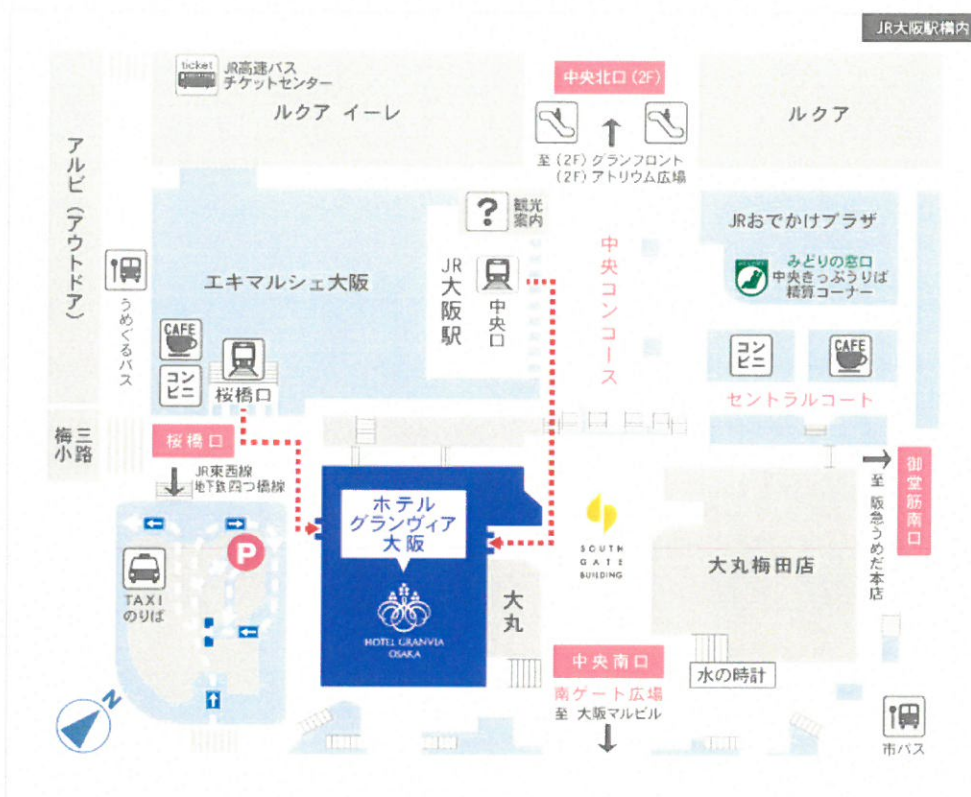 JR大阪駅構内
ticket
JR高速バス
チケットセンター
ルクア イーレ
中央北口(2F)
ルクア
至(2F)グランフロント
(2F)アトリウム広場
アルビ(アウトドア)
うめぐるバス
エキマルシェ大阪
?
観光
案内
JR大阪駅
中央口
中央コンコース
JRおでかけプラザ
みどりの窓口
中央きっぷうりば
精算コーナー
CAFE
コン
ビニ
桜橋口
コン
ビニ
CAFE
セントラルコート
梅三小路
桜橋口
JR東西線
地下鉄四つ橋線
御堂筋南口
至 阪急うめだ本店
ホテル
グランヴィア
大阪
HOTEL GRANVIA
OSAKA
P
TAXI
のりば
大丸
SOUTH
GATE
BUILDING
大丸梅田店
中央南口
南ゲート広場
至 大阪マルビル
水の時計
市バス
N